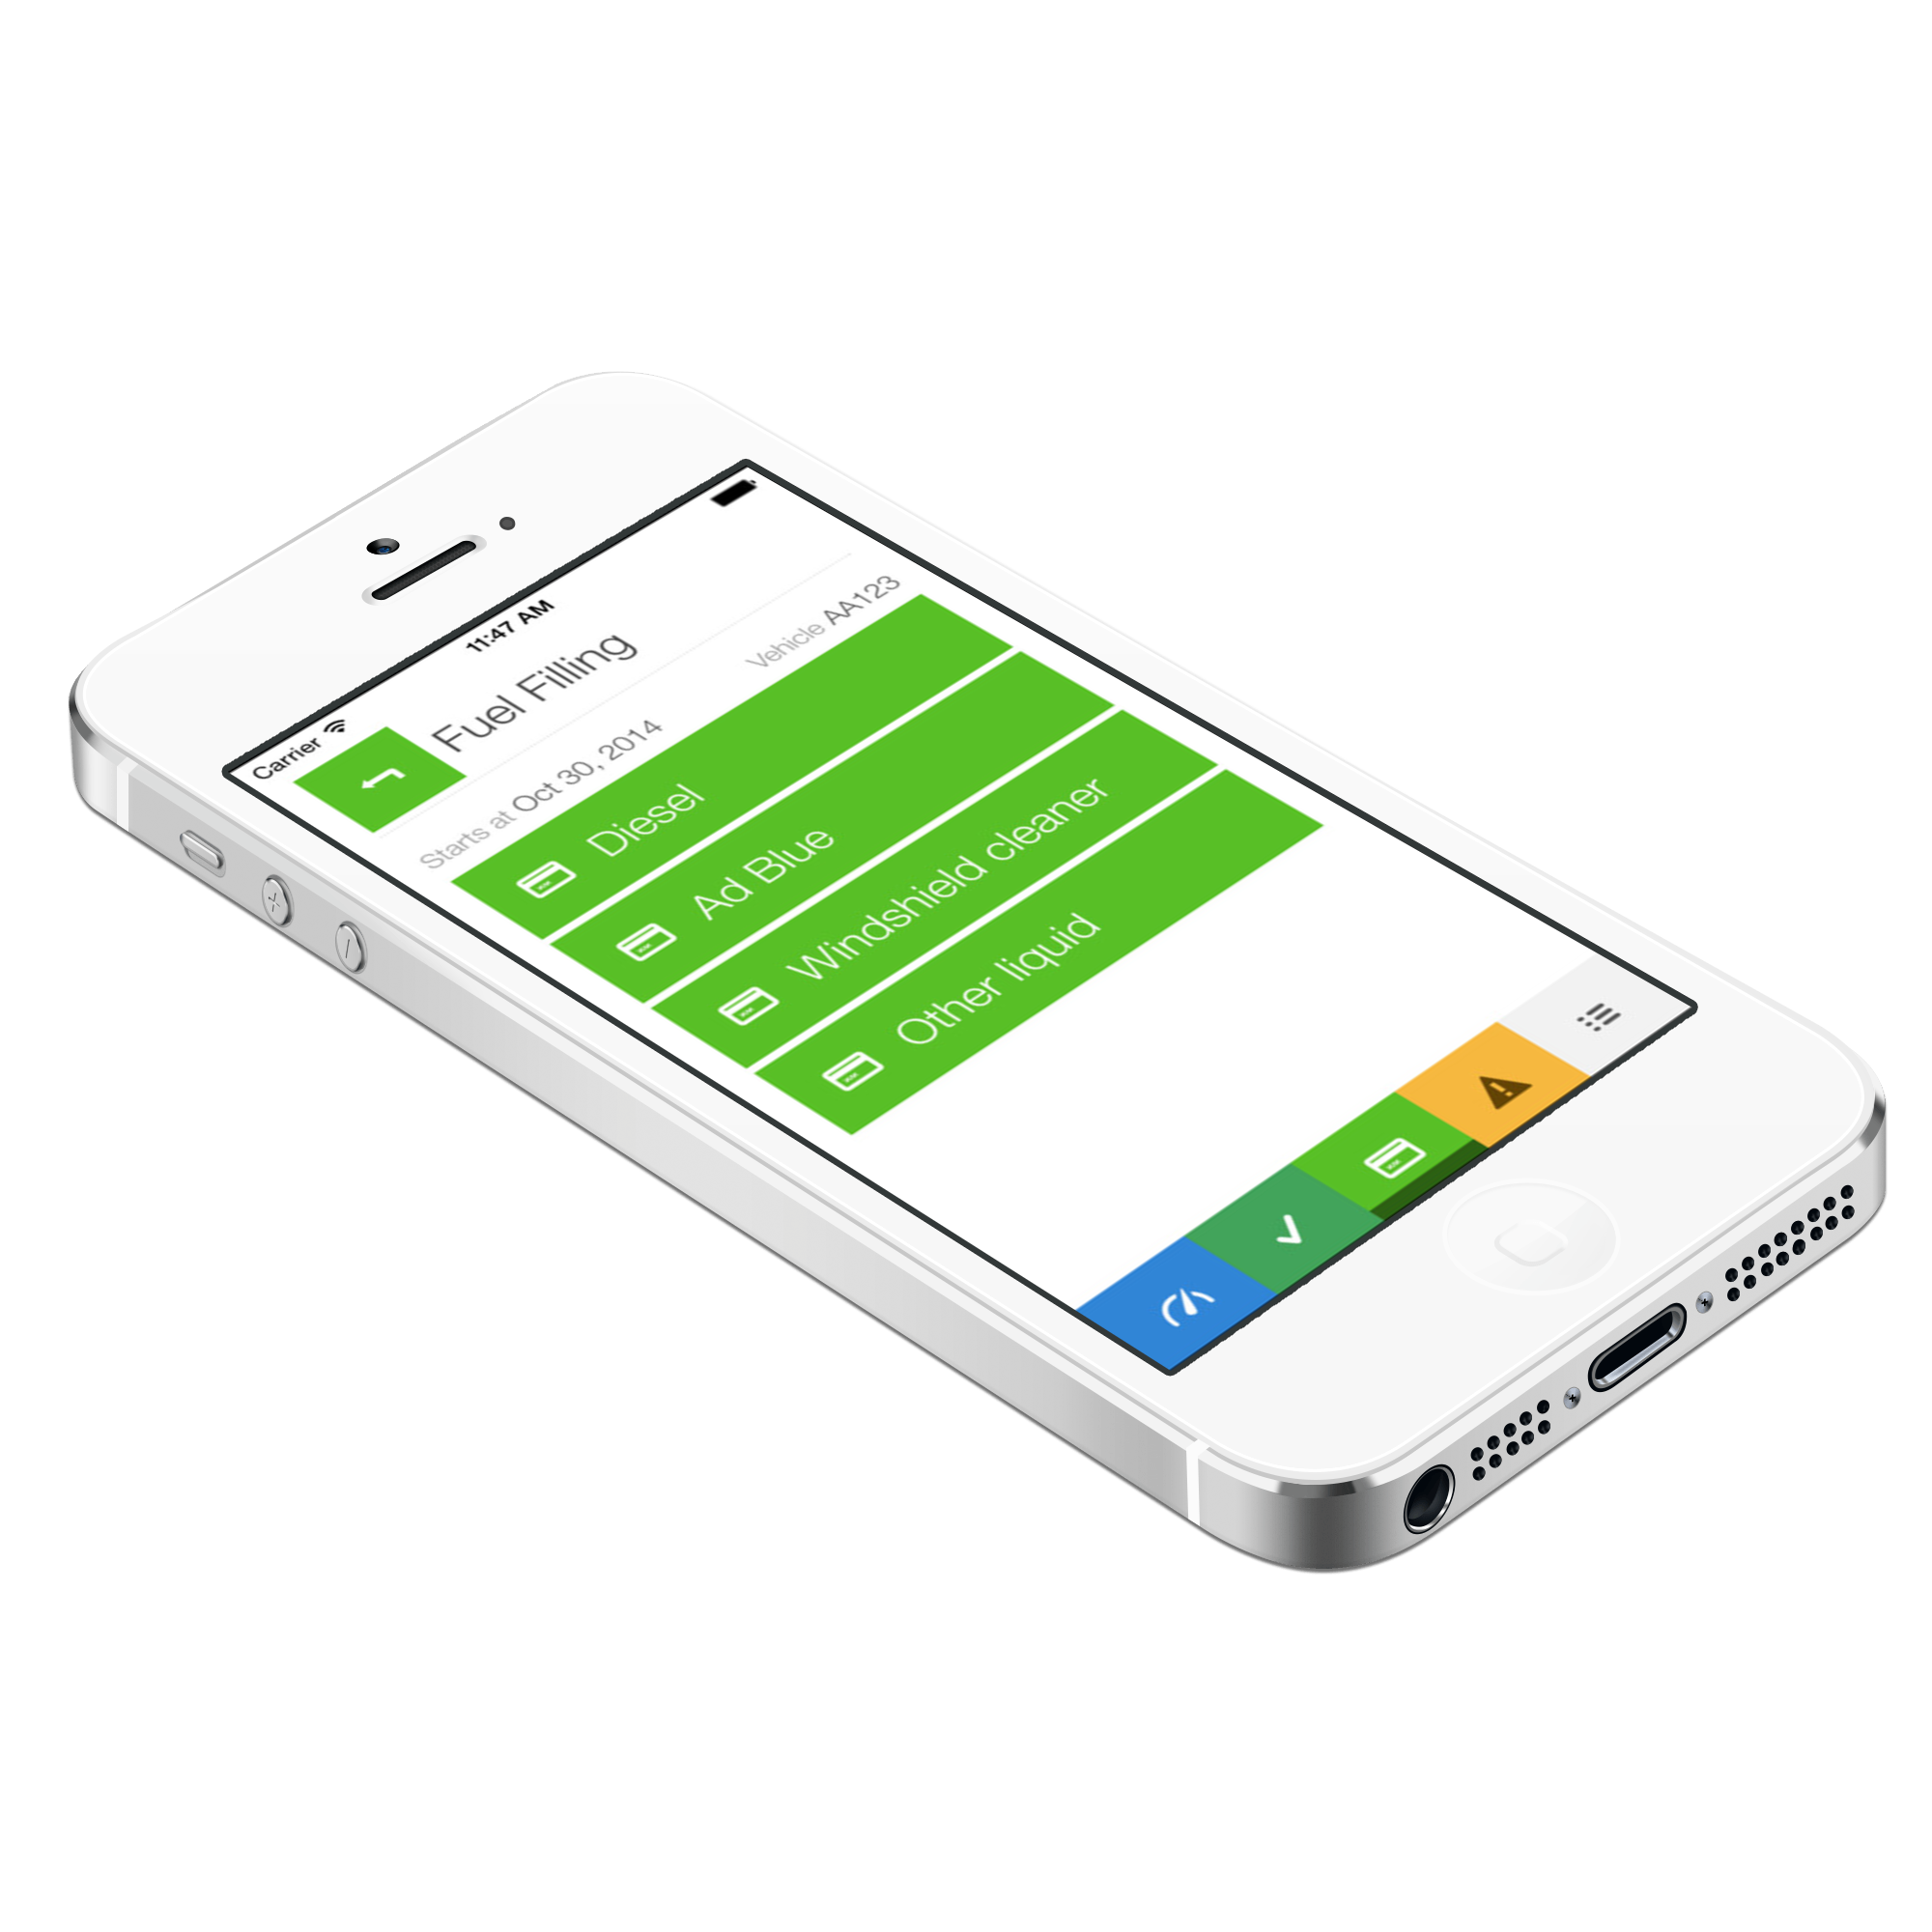 Carrier 11:47 AM
Fuel Filling
Starts at Oct 30, 2014 Vehicle AA123
Diesel
Ad Blue
Windshield cleaner
Other liquid